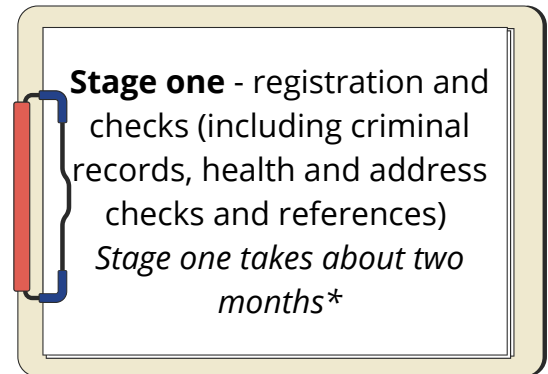 Stage one - registration and
checks (including criminal
records, health and address
checks and references)
Stage one takes about two
months*